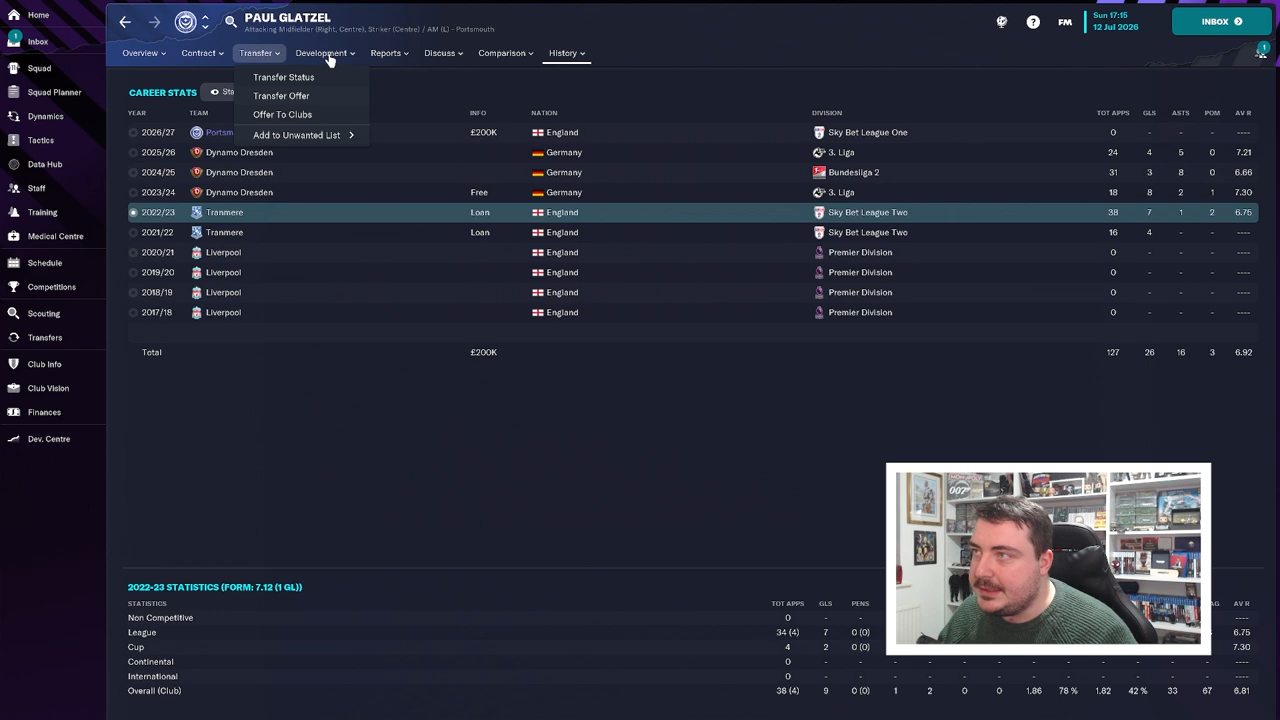 Home
1
Inbox
Squad
Squad Planner
Dynamics
Tactics
Data Hub
Staff
Training
Medical Centre
Schedule
Competitions
Scouting
Transfers
Club Info
Club Vision
Finances
Dev. Centre
PAUL GLATZEL
Attacking Midfielder (Right, Centre), Striker (Centre) / AM (L) - Portsmouth
FM
Sun 17:15
12 Jul 2026
INBOX
Overview Contract Transfer Development Reports Discuss Comparison History
1
Transfer Status
Transfer Offer
Offer To Clubs
Add to Unwanted List
CAREER STATS
YEAR TEAM INFO NATION DIVISION TOT APPS GLS ASTS POM AV R
2026/27 Portsm £200K England Sky Bet League One 0 - - - ----
2025/26 Dynamo Dresden Germany 3. Liga 24 4 5 0 7.21
2024/25 Dynamo Dresden Germany Bundesliga 2 31 3 8 0 6.66
2023/24 Dynamo Dresden Free Germany 3. Liga 18 8 2 1 7.30
2022/23 Tranmere Loan England Sky Bet League Two 38 7 1 2 6.75
2021/22 Tranmere Loan England Sky Bet League Two 16 4 - - ----
2020/21 Liverpool England Premier Division 0 - - - ----
2019/20 Liverpool England Premier Division 0 - - - ----
2018/19 Liverpool England Premier Division 0 - - - ----
2017/18 Liverpool England Premier Division 0 - - - ----
Total £200K 127 26 16 3 6.92
MONOPOLY
007
2022-23 STATISTICS (FORM: 7.12 (1 GL))
STATISTICS TOT APPS GLS PENS AV R
Non Competitive 0 - - ----
League 34 (4) 7 0 (0) 6.75
Cup 4 2 0 (0) 7.30
Continental 0 - - - - - - - - - - - ----
International 0 - - - - - - - - - - - ----
Overall (Club) 38 (4) 9 0 (0) 1 2 0 0 1.86 78 % 1.82 42 % 33 67 6.81